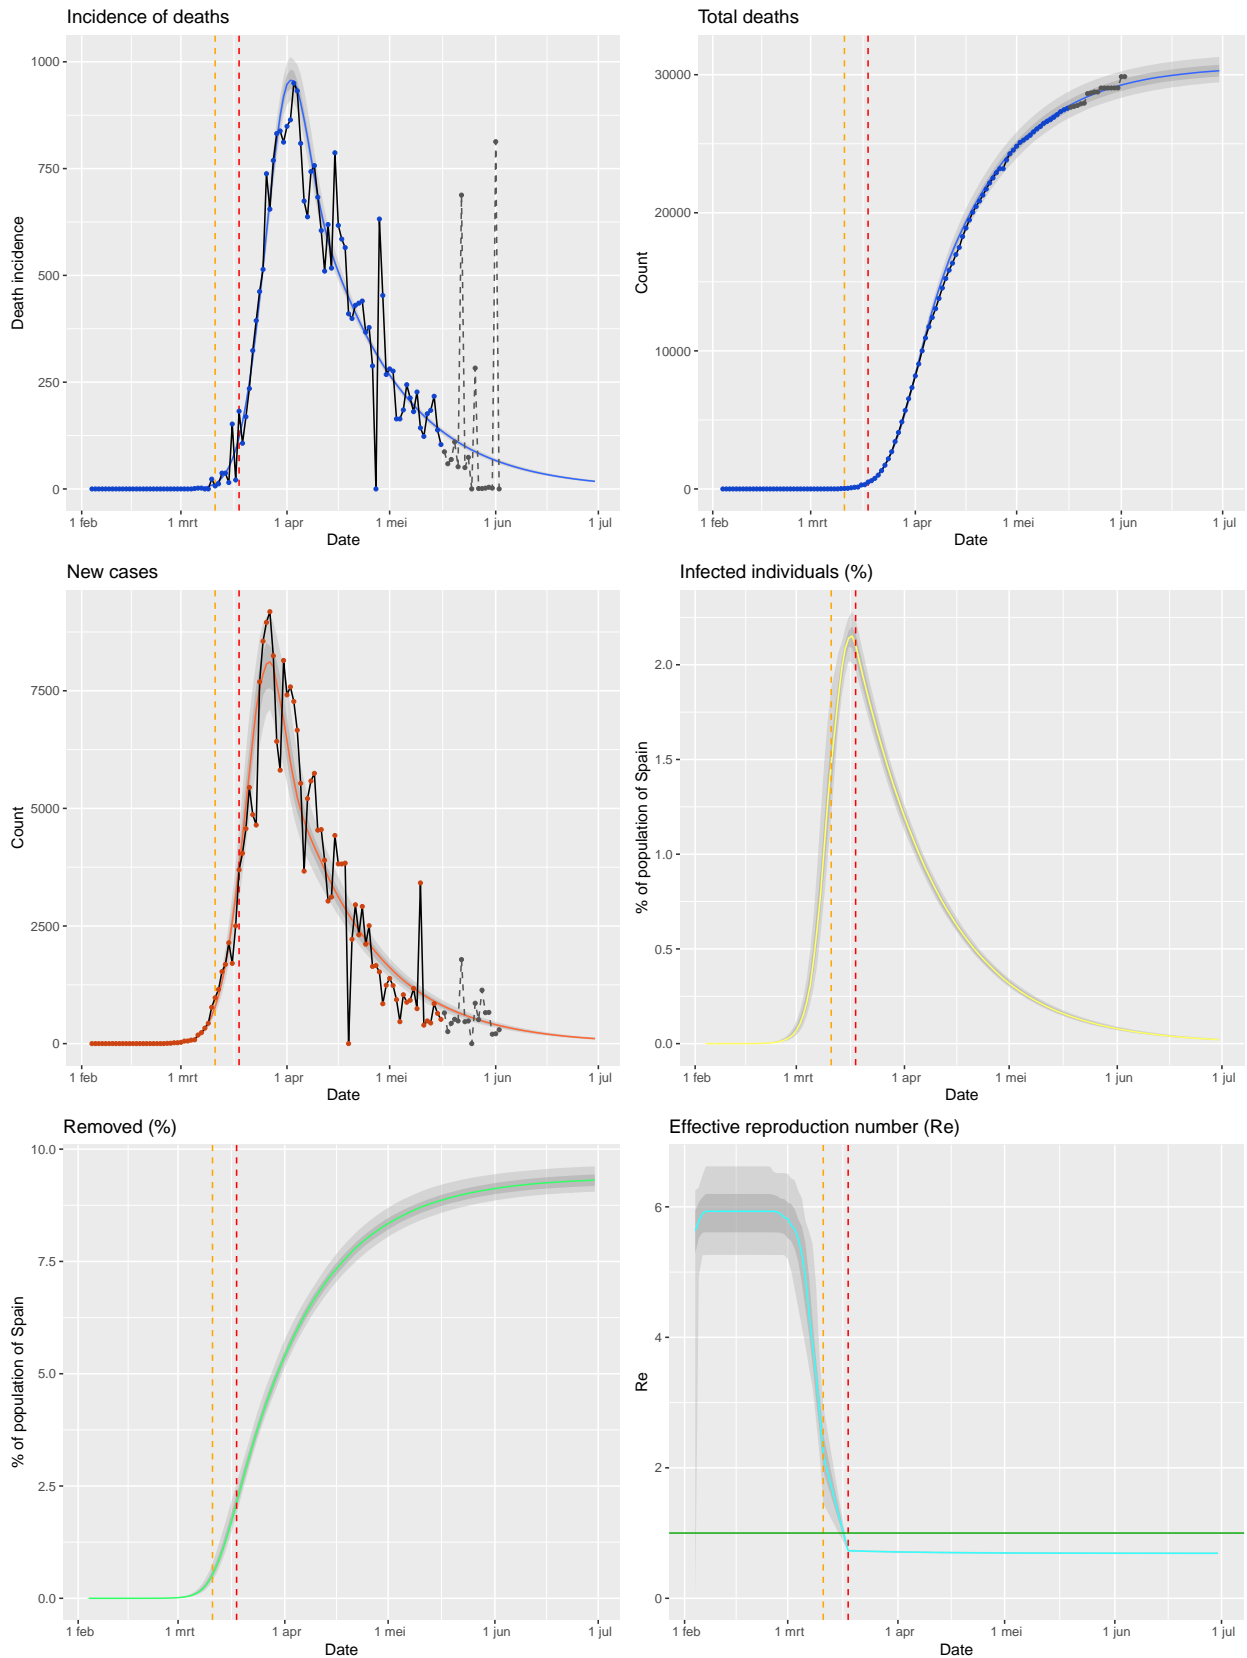 Incidence of deaths
Death incidence
1000
750
500
250
0
1 feb 1 mrt 1 apr 1 mei 1 jun 1 jul
Date
Total deaths
Count
30000
20000
10000
0
1 feb 1 mrt 1 apr 1 mei 1 jun 1 jul
Date
New cases
Count
7500
5000
2500
0
1 feb 1 mrt 1 apr 1 mei 1 jun 1 jul
Date
Infected individuals (%)
% of population of Spain
2.0
1.5
1.0
0.5
0.0
1 feb 1 mrt 1 apr 1 mei 1 jun 1 jul
Date
Removed (%)
% of population of Spain
10.0
7.5
5.0
2.5
0.0
1 feb 1 mrt 1 apr 1 mei 1 jun 1 jul
Date
Effective reproduction number (Re)
Re
6
4
2
0
1 feb 1 mrt 1 apr 1 mei 1 jun 1 jul
Date